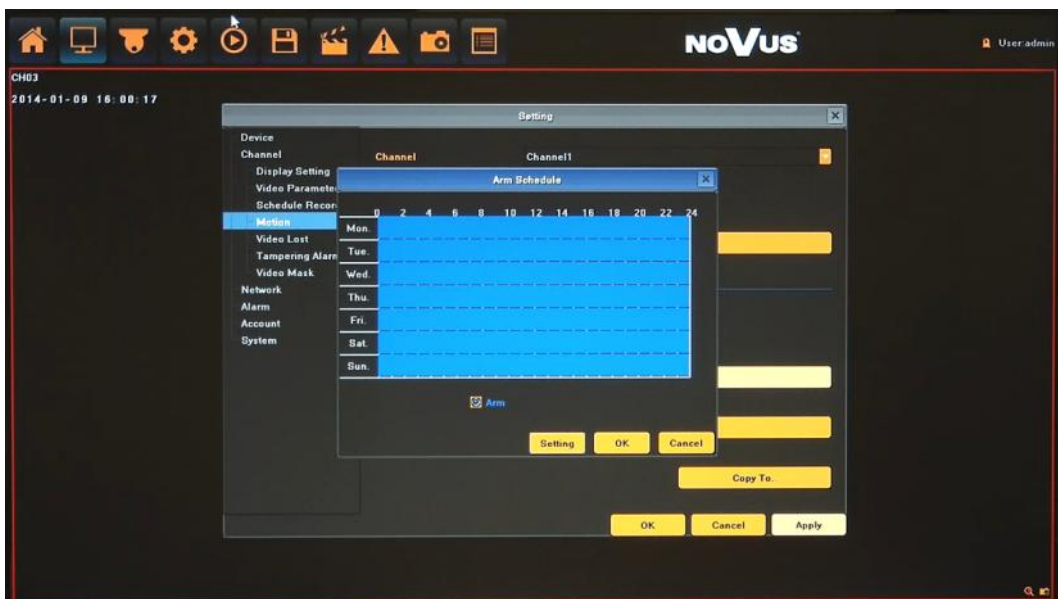 NOVUS
User:admin
CH03
2014-01-09 16:00:17
Setting
Device
Channel
Display Setting
Video Paramete
Schedule Recor
Motion
Video Lost
Tampering Alarm
Video Mask
Network
Alarm
Account
System
Channel Channel1
Arm Schedule
0 2 4 6 8 10 12 14 16 18 20 22 24
Mon.
Tue.
Wed.
Thu.
Fri.
Sat.
Sun.
Arm
Setting OK Cancel
Copy To..
OK Cancel Apply